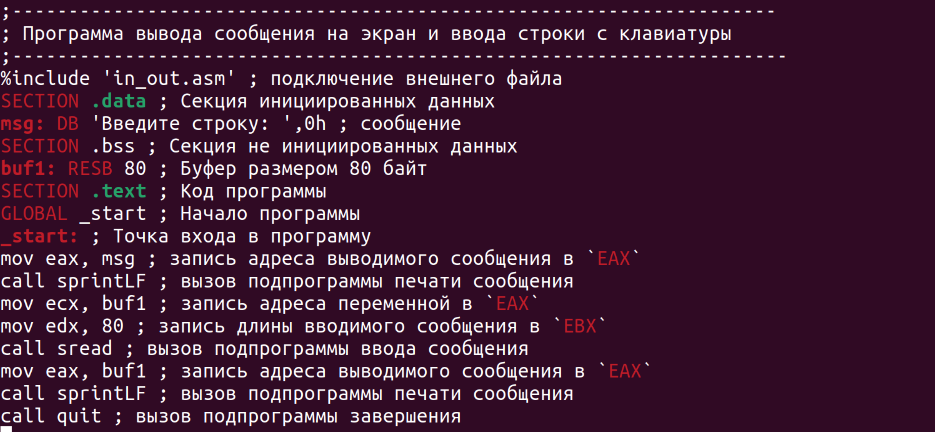 ;--------------------------------------------------------------------
; Программа вывода сообщения на экран и ввода строки с клавиатуры
;---------------------------------------------------------------------
%include 'in_out.asm' ; подключение внешнего файла
SECTION .data ; Секция инициированных данных
msg: DB 'Введите строку: ',0h ; сообщение
SECTION .bss ; Секция не инициированных данных
buf1: RESB 80 ; Буфер размером 80 байт
SECTION .text ; Код программы
GLOBAL _start ; Начало программы
_start: ; Точка входа в программу
mov eax, msg ; запись адреса выводимого сообщения в `EAX`
call sprintLF ; вызов подпрограммы печати сообщения
mov ecx, buf1 ; запись адреса переменной в `EAX`
mov edx, 80 ; запись длины вводимого сообщения в `EBX`
call sread ; вызов подпрограммы ввода сообщения
mov eax, buf1 ; запись адреса выводимого сообщения в `EAX`
call sprintLF ; вызов подпрограммы печати сообщения
call quit ; вызов подпрограммы завершения